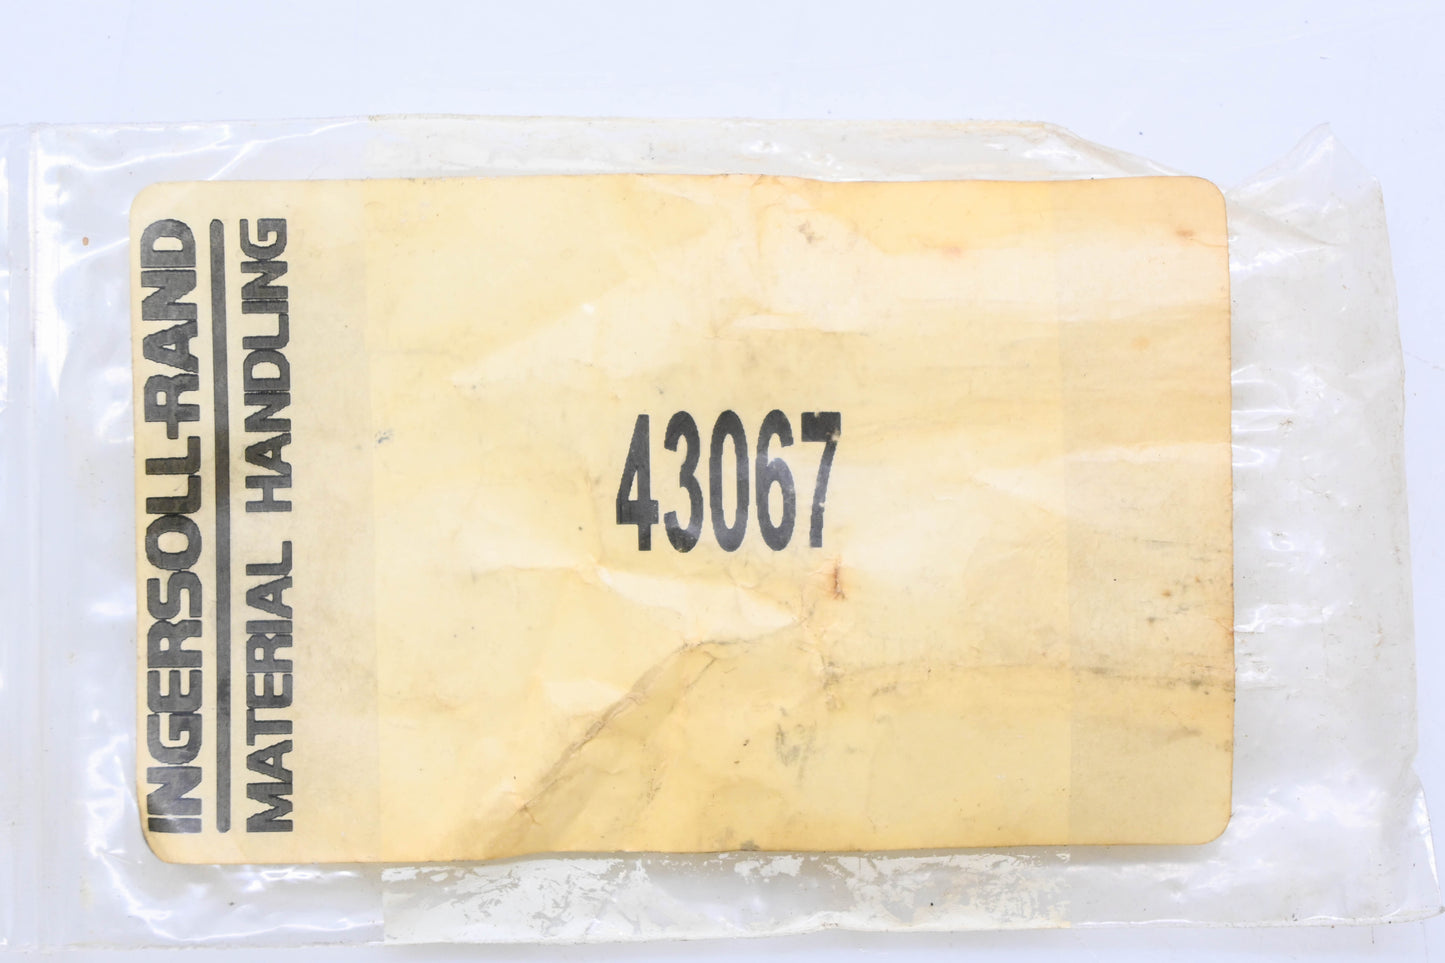 INGERSOLL-RAND
MATERIAL HANDLING
43067